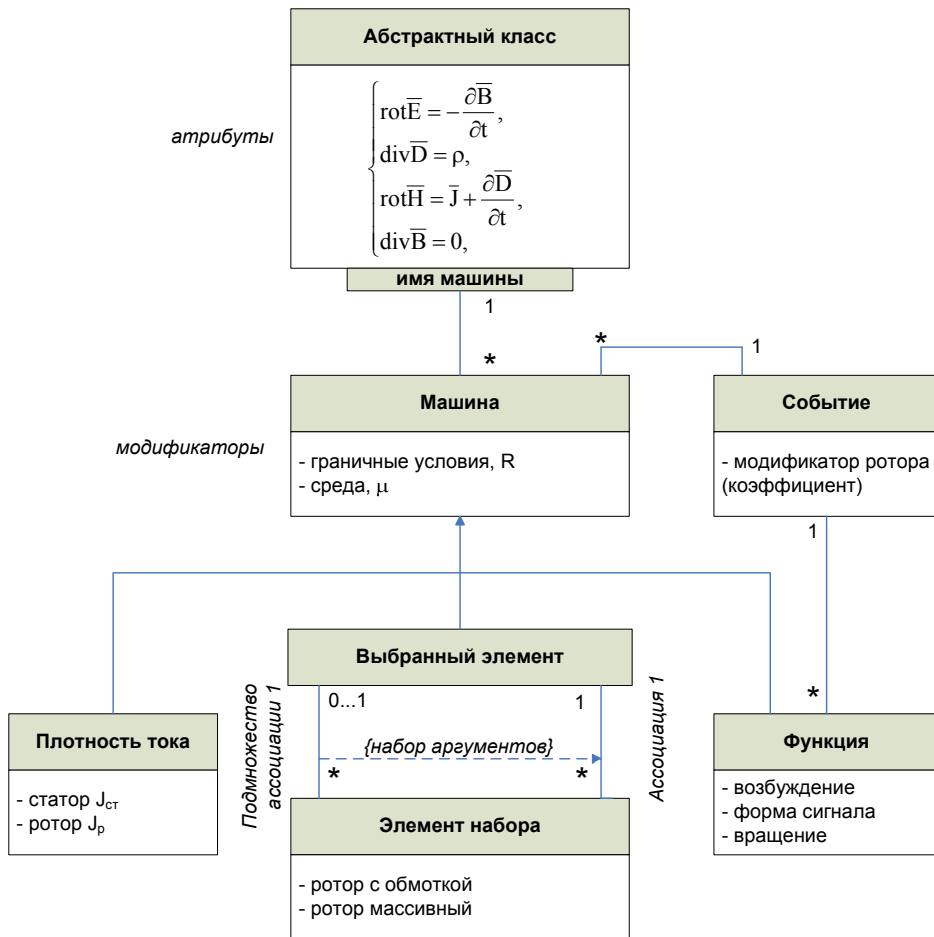 Абстрактный класс
атрибуты
rotE̅ = −∂B̅/∂t,
divD̅ = ρ,
rotH̅ = J̅ + ∂D̅/∂t,
divB̅ = 0,
имя машины
1
*
*
1
Машина
Событие
модификаторы
- граничные условия, R
- среда, μ
- модификатор ротора
(коэффициент)
1
*
Выбранный элемент
Подмножество
ассоциации 1
0...1
1
{набор аргументов}
*
*
Ассоциация 1
Плотность тока
- статор Jст
- ротор Jр
Функция
- возбуждение
- форма сигнала
- вращение
Элемент набора
- ротор с обмоткой
- ротор массивный